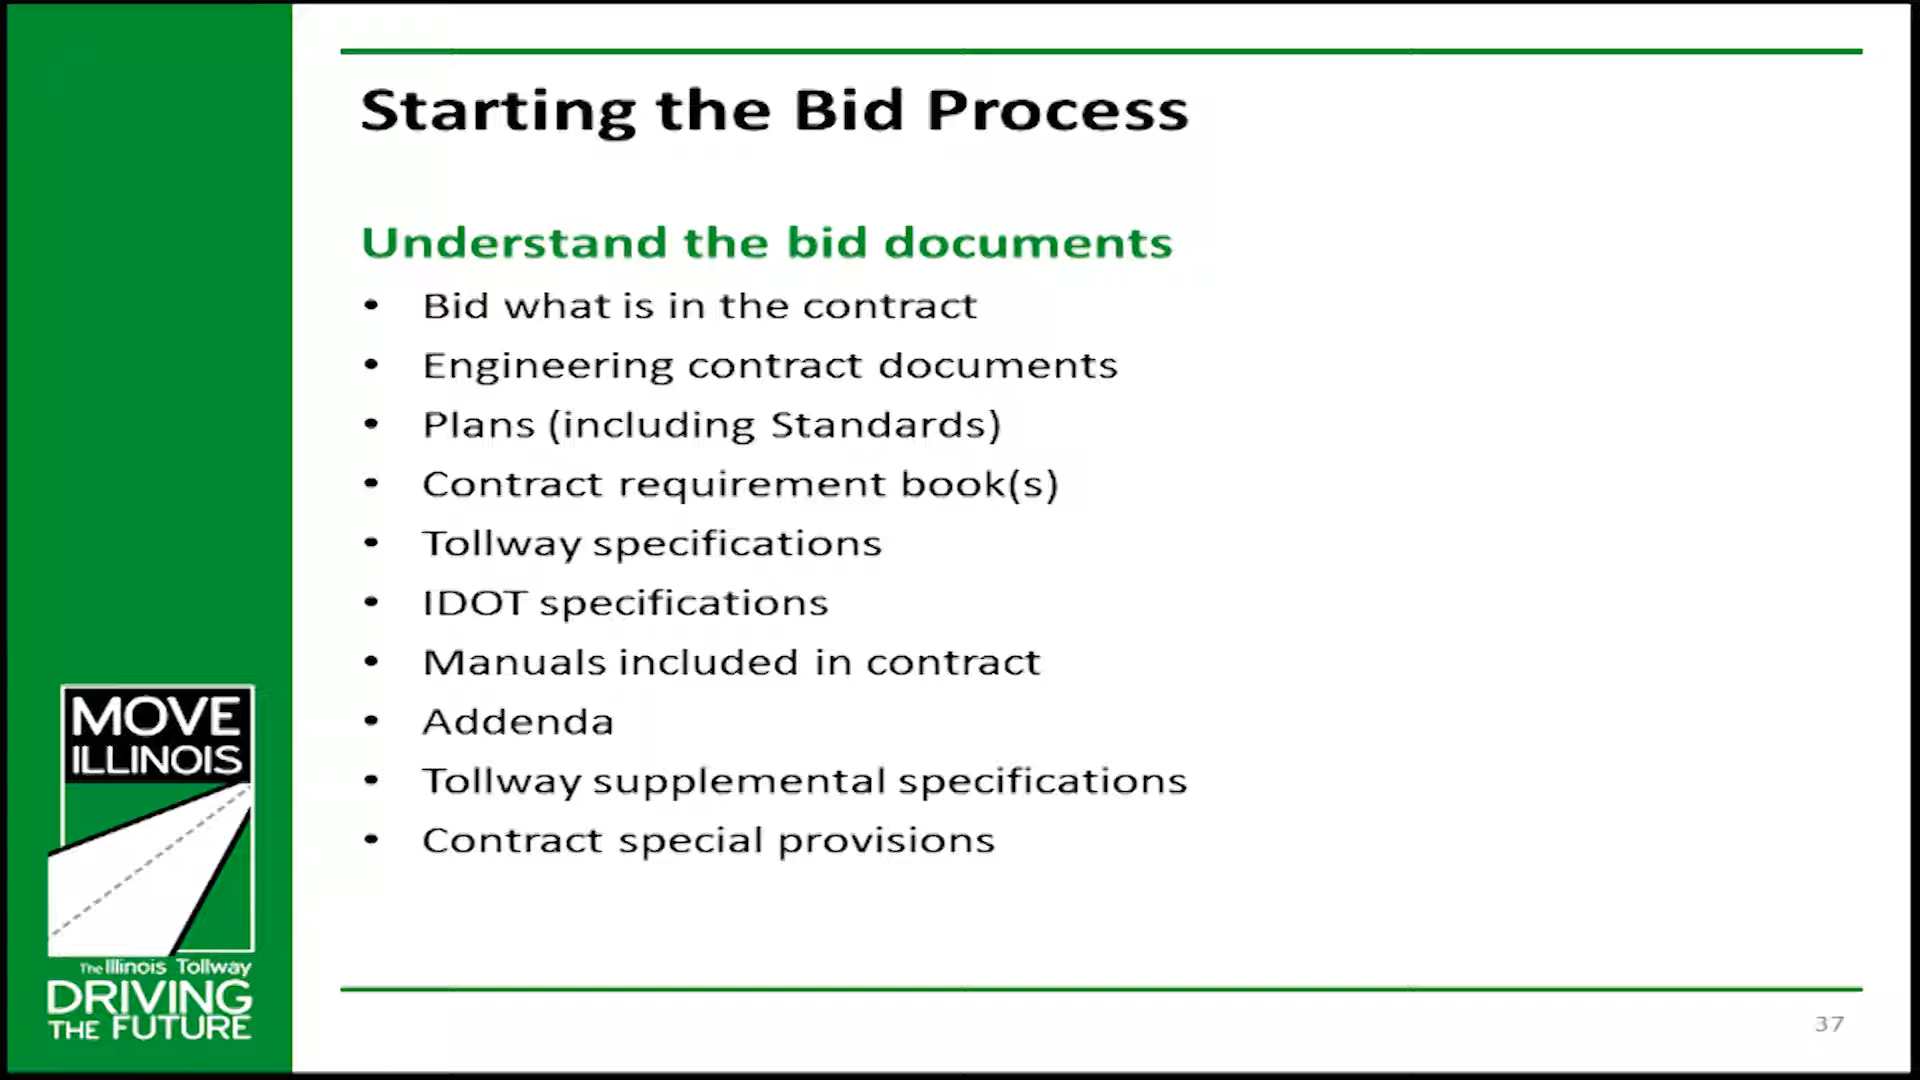 Starting the Bid Process
Understand the bid documents
• Bid what is in the contract
• Engineering contract documents
• Plans (including Standards)
• Contract requirement book(s)
• Tollway specifications
• IDOT specifications
• Manuals included in contract
• Addenda
• Tollway supplemental specifications
• Contract special provisions
MOVE
ILLINOIS
The Illinois Tollway
DRIVING
THE FUTURE
37